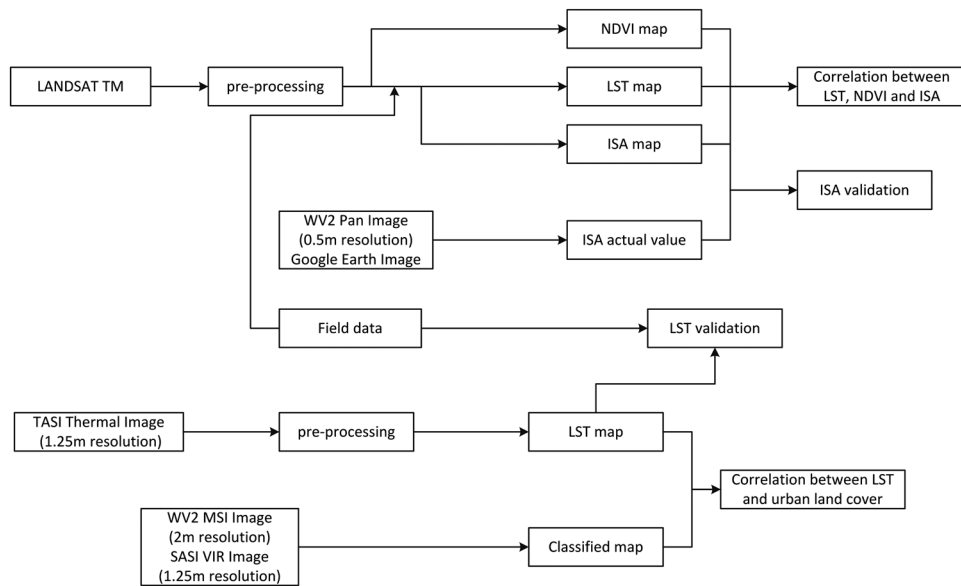 NDVI map
LANDSAT TM
pre-processing
LST map
Correlation between
LST, NDVI and ISA
ISA map
ISA validation
WV2 Pan Image
(0.5m resolution)
Google Earth Image
ISA actual value
Field data
LST validation
TASI Thermal Image
(1.25m resolution)
pre-processing
LST map
Correlation between LST
and urban land cover
WV2 MSI Image
(2m resolution)
SASI VIR Image
(1.25m resolution)
Classified map